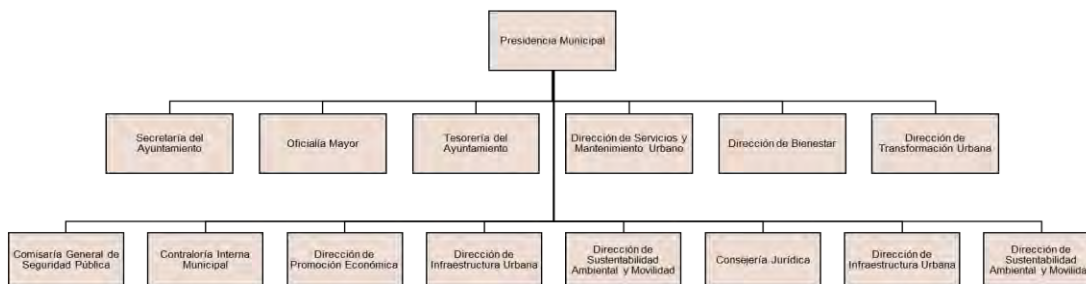 Presidencia Municipal
Secretaría del
Ayuntamiento
Oficialía Mayor
Tesorería del
Ayuntamiento
Dirección de Servicios y
Mantenimiento Urbano
Dirección de Bienestar
Dirección de
Transformación Urbana
Comisaría General de
Seguridad Pública
Contraloría Interna
Municipal
Dirección de
Promoción Económica
Dirección de
Infraestructura Urbana
Dirección de
Sustentabilidad
Ambiental y Movilidad
Consejería Jurídica
Dirección de
Infraestructura Urbana
Dirección de
Sustentabilidad
Ambiental y Movilidad